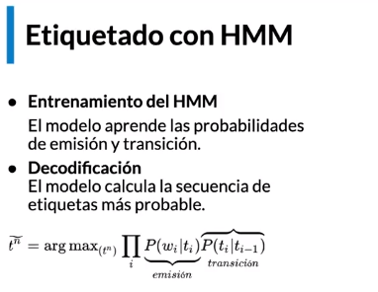 Etiquetado con HMM
• Entrenamiento del HMM
El modelo aprende las probabilidades
de emisión y transición.
• Decodificación
El modelo calcula la secuencia de
etiquetas más probable.
$\widetilde{t^n} = \arg\max_{(t^n)} \prod_i \underbrace{P(w_i|t_i)}_{emisión} \overbrace{P(t_i|t_{i-1})}_{transición}$